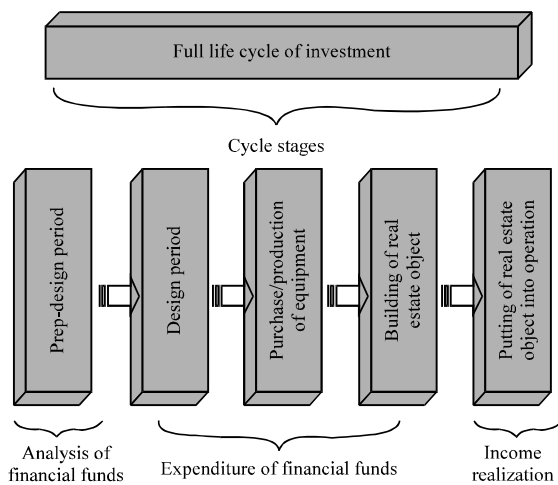 Full life cycle of investment
Cycle stages
Prep-design period
Design period
Purchase/production
of equipment
Building of real
estate object
Putting of real estate
object into operation
Analysis of
financial funds
Expenditure of financial funds
Income
realization